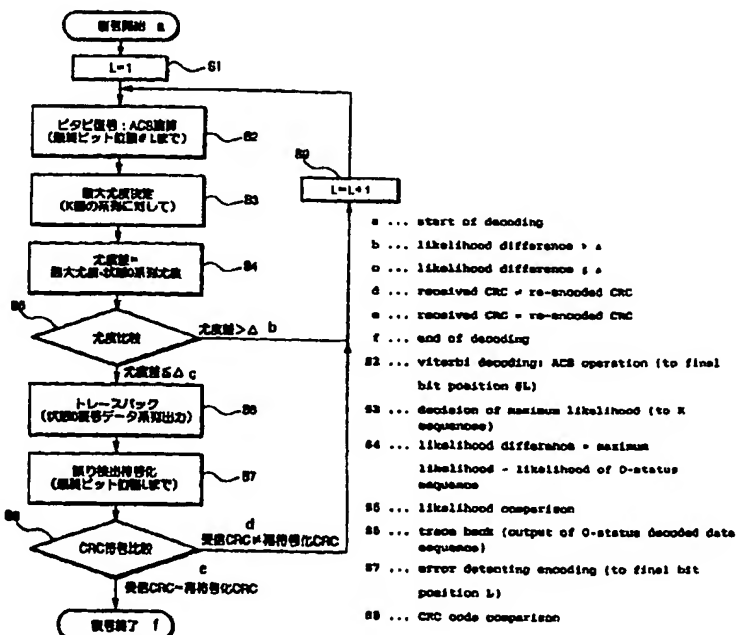 復号開始 a
L=1
S1
ビタビ復号:ACS演算
(最終ビット位置#Lまで)
S2
最大尤度決定
(K個の系列に対して)
S3
尤度差=
最大尤度-状態0系列尤度
S4
S5
尤度比較
尤度差>Δ b
尤度差≦Δ c
トレースバック
(状態0復号データ系列出力)
S6
誤り検出符号化
(最終ビット位置Lまで)
S7
S8
CRC符号比較
d
受信CRC≠再符号化CRC
e
受信CRC=再符号化CRC
復号終了 f
S9
L=L+1
a ... start of decoding
b ... likelihood difference > Δ
c ... likelihood difference ≦ Δ
d ... received CRC ≠ re-encoded CRC
e ... received CRC = re-encoded CRC
f ... end of decoding
S2 ... viterbi decoding: ACS operation (to final
bit position #L)
S3 ... decision of maximum likelihood (to K
sequences)
S4 ... likelihood difference = maximum
likelihood - likelihood of 0-status
sequence
S5 ... likelihood comparison
S6 ... trace back (output of 0-status decoded data
sequence)
S7 ... error detecting encoding (to final bit
position L)
S8 ... CRC code comparison